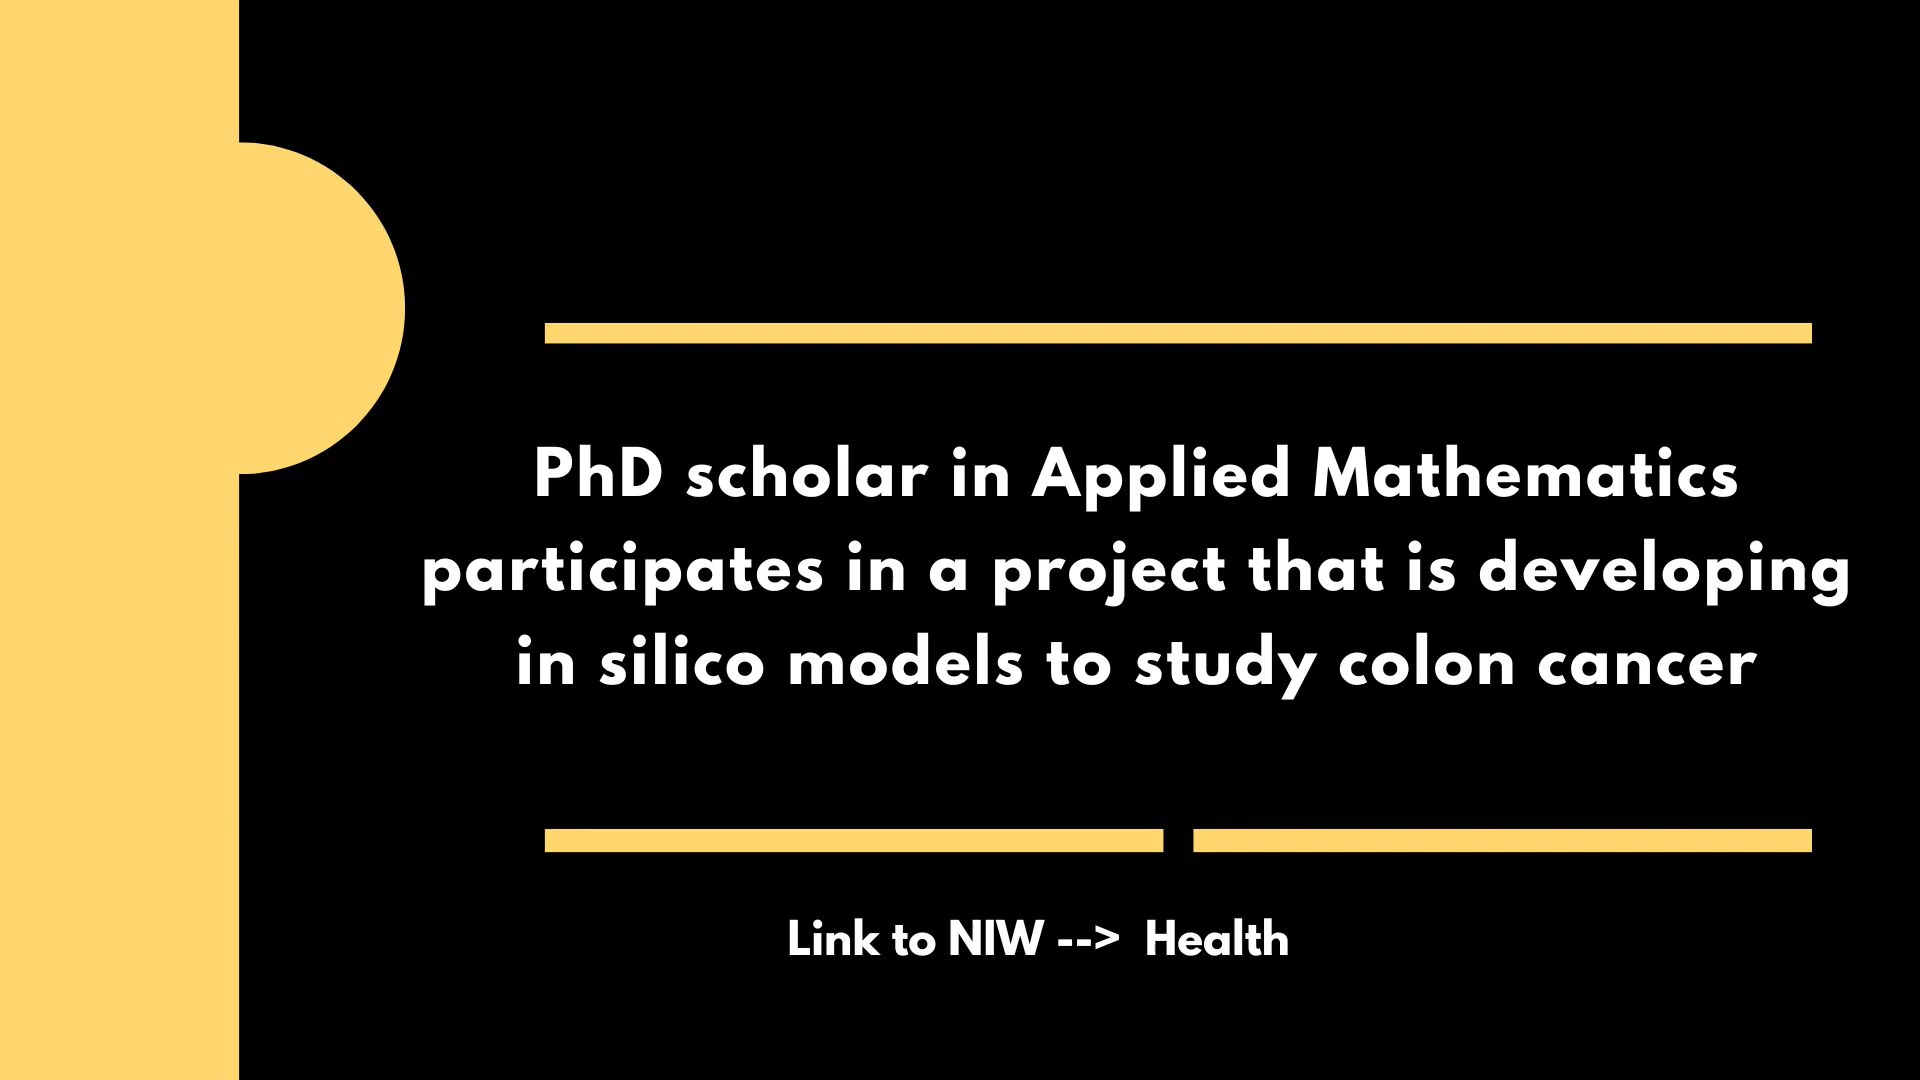 PhD scholar in Applied Mathematics
participates in a project that is developing
in silico models to study colon cancer
Link to NIW -->  Health